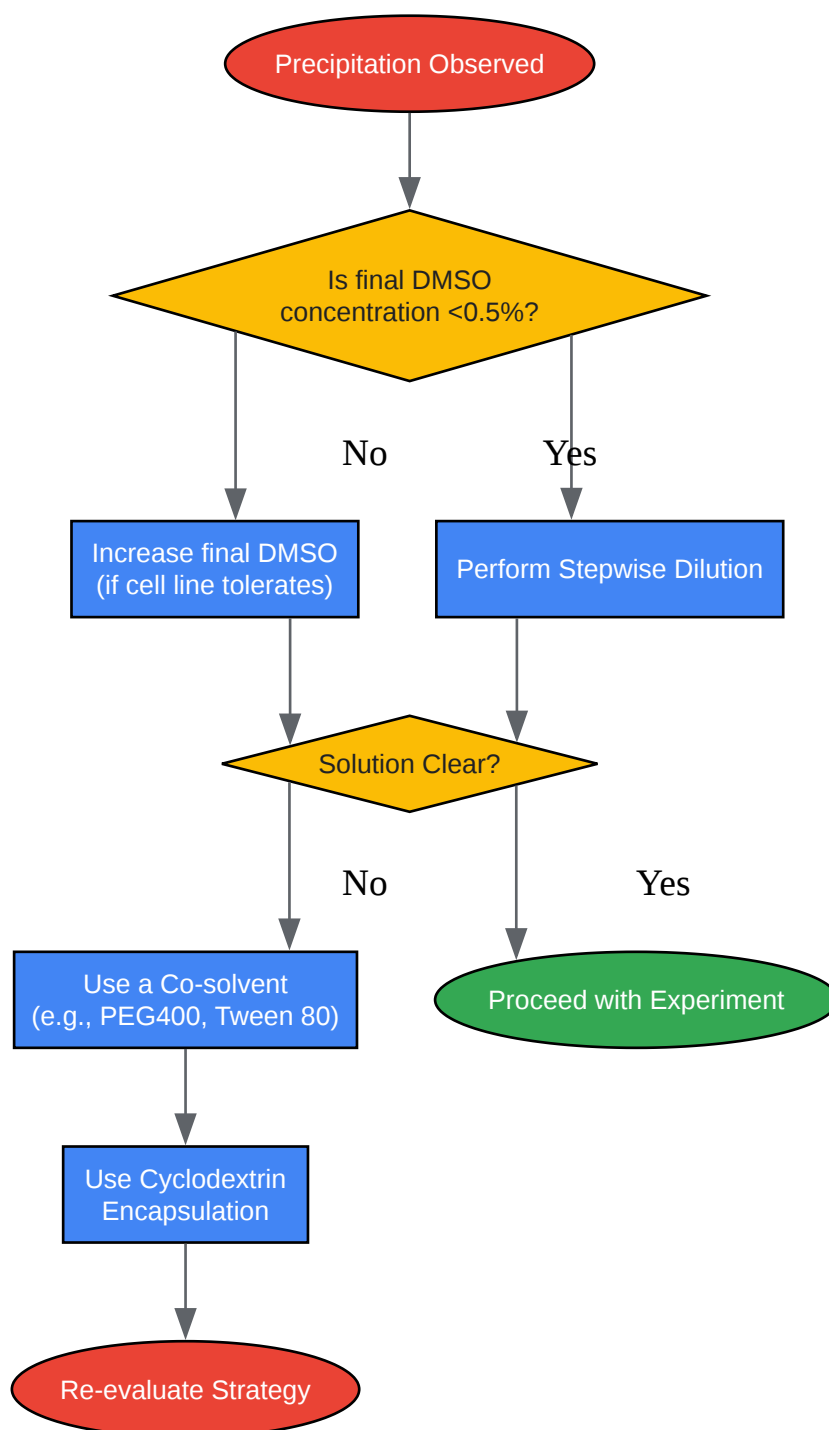 Precipitation Observed
Is final DMSO
concentration <0.5%?
No
Yes
Increase final DMSO
(if cell line tolerates)
Perform Stepwise Dilution
Solution Clear?
No
Yes
Use a Co-solvent
(e.g., PEG400, Tween 80)
Proceed with Experiment
Use Cyclodextrin
Encapsulation
Re-evaluate Strategy